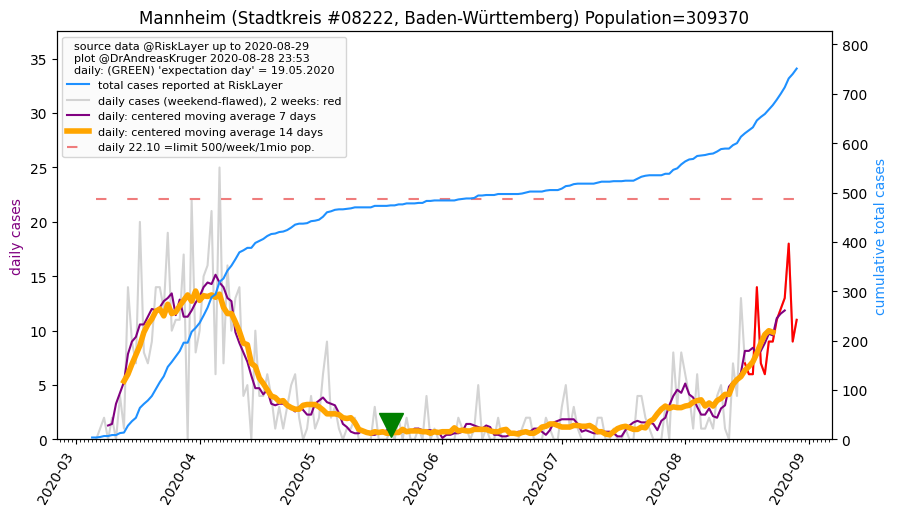 Mannheim (Stadtkreis #08222, Baden-Württemberg) Population=309370
source data @RiskLayer up to 2020-08-29
plot @DrAndreasKruger 2020-08-28 23:53
daily: (GREEN) 'expectation day' = 19.05.2020
total cases reported at RiskLayer
daily cases (weekend-flawed), 2 weeks: red
daily: centered moving average 7 days
daily: centered moving average 14 days
daily 22.10 =limit 500/week/1mio pop.
daily cases
35
30
25
20
15
10
5
0
cumulative total cases
800
700
600
500
400
300
200
100
0
2020-03
2020-04
2020-05
2020-06
2020-07
2020-08
2020-09